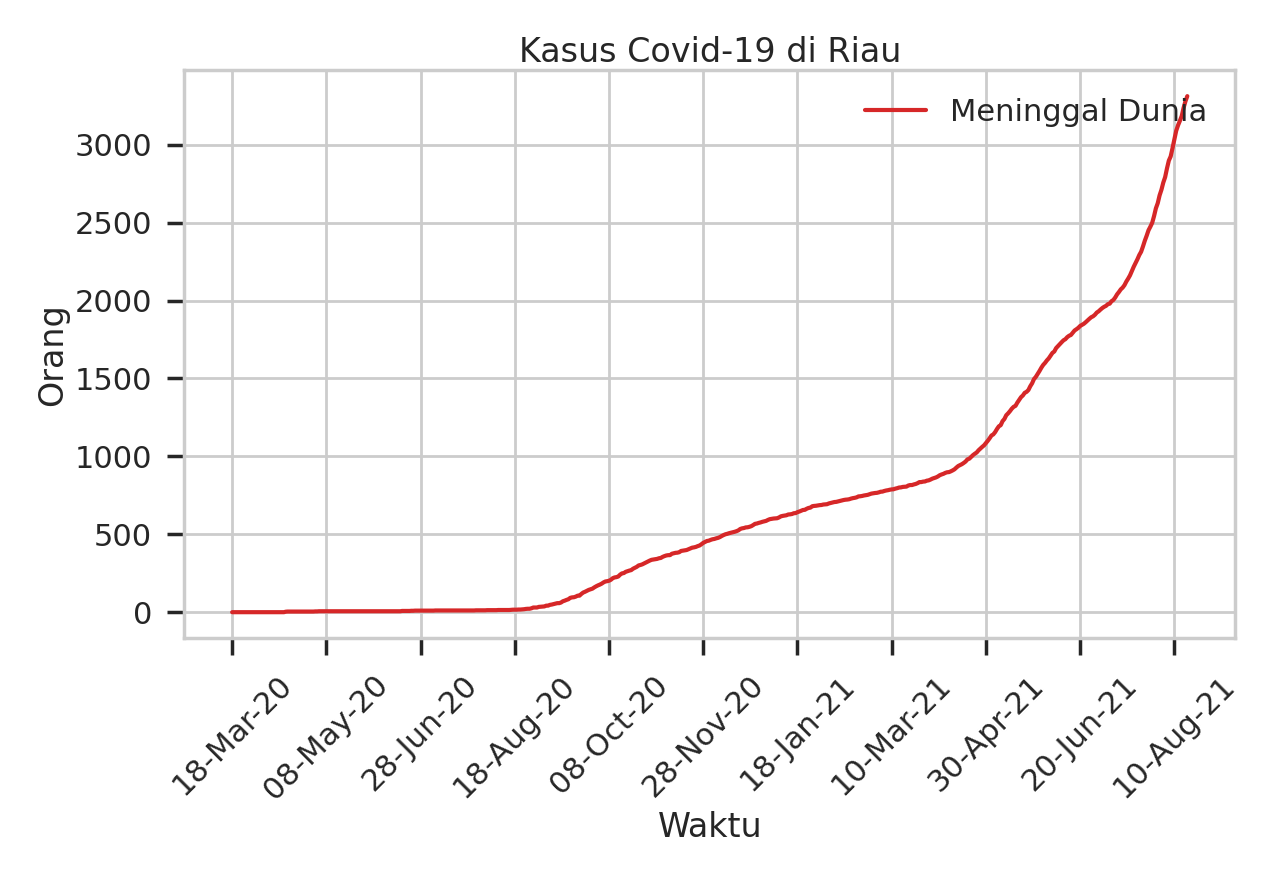 Kasus Covid-19 di Riau
Meninggal Dunia
3000
2500
2000
1500
1000
500
0
Orang
18-Mar-20
08-May-20
28-Jun-20
18-Aug-20
08-Oct-20
28-Nov-20
18-Jan-21
10-Mar-21
30-Apr-21
20-Jun-21
10-Aug-21
Waktu